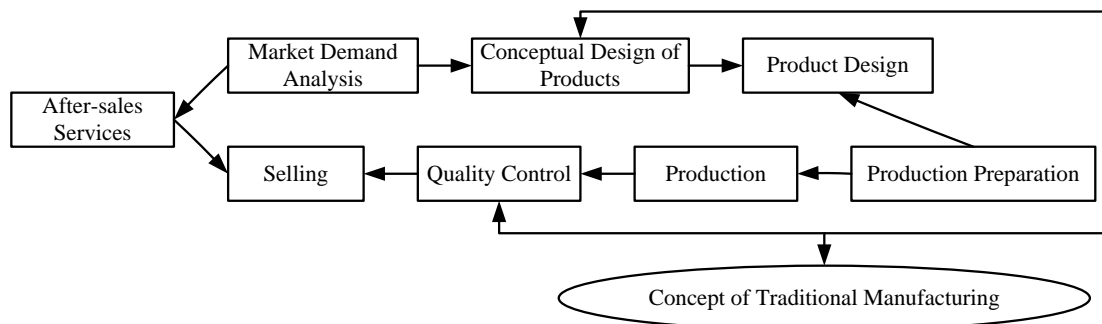 Market Demand
Analysis
Conceptual Design of
Products
Product Design
After-sales
Services
Selling
Quality Control
Production
Production Preparation
Concept of Traditional Manufacturing